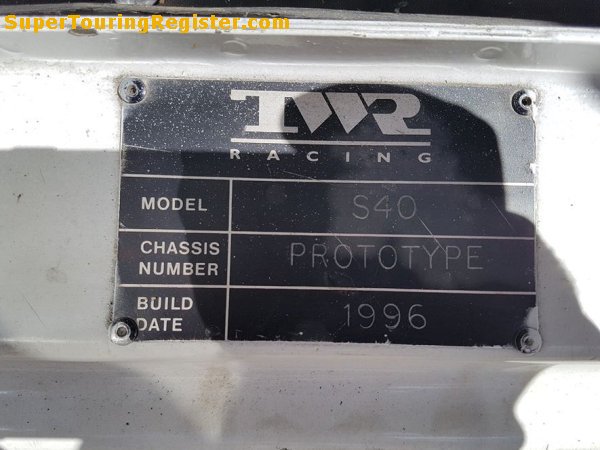 SuperTouringRegister.com
TWR
RACING
MODEL S40
CHASSIS NUMBER PROTOTYPE
BUILD DATE 1996